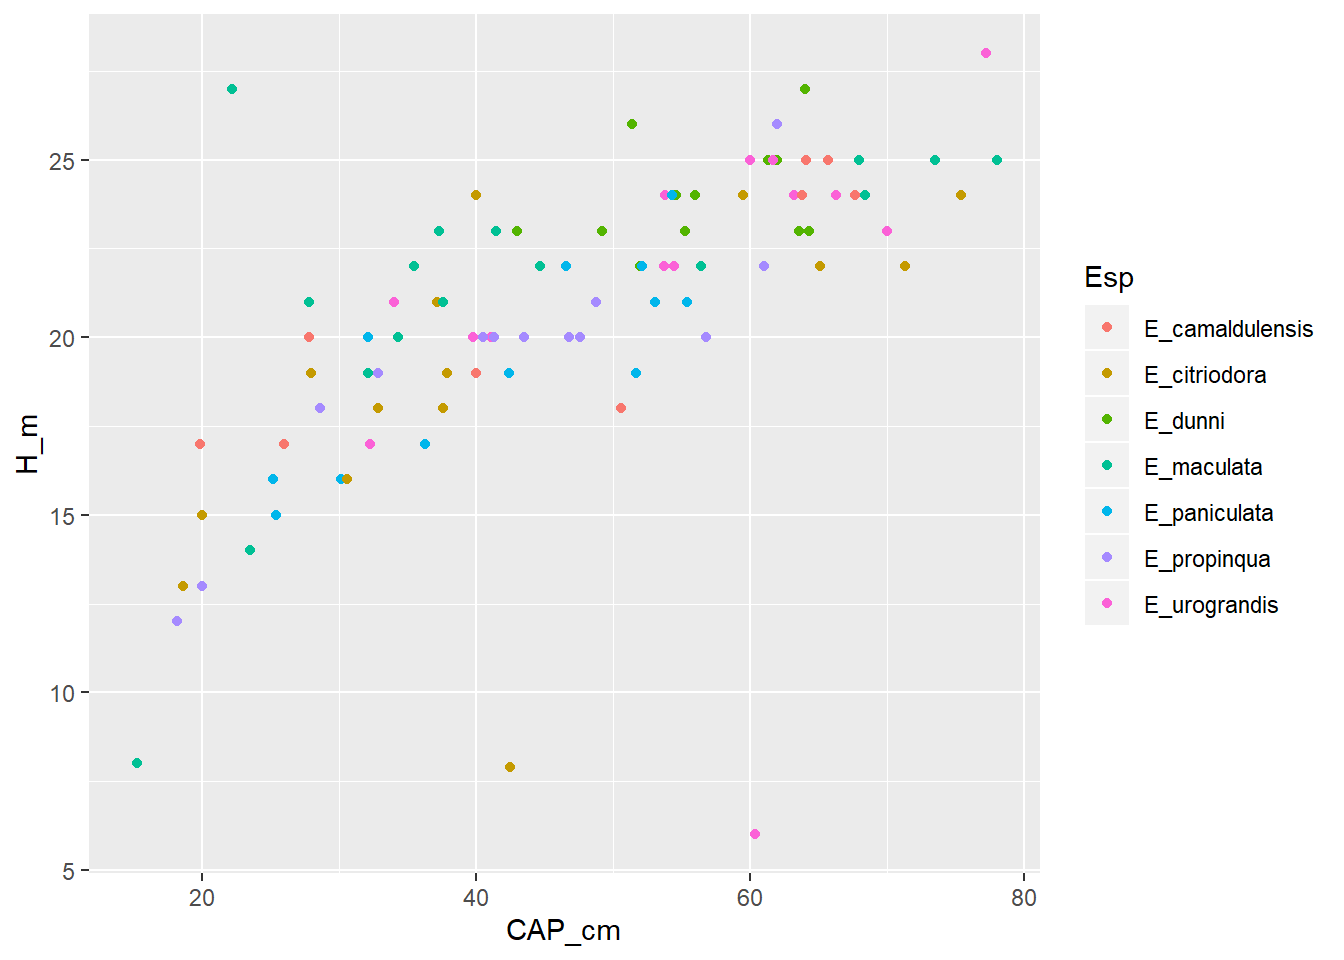 25
20
15
10
5
20 40 60 80
CAP_cm
H_m
Esp
E_camaldulensis
E_citriodora
E_dunni
E_maculata
E_paniculata
E_propinqua
E_urograndis